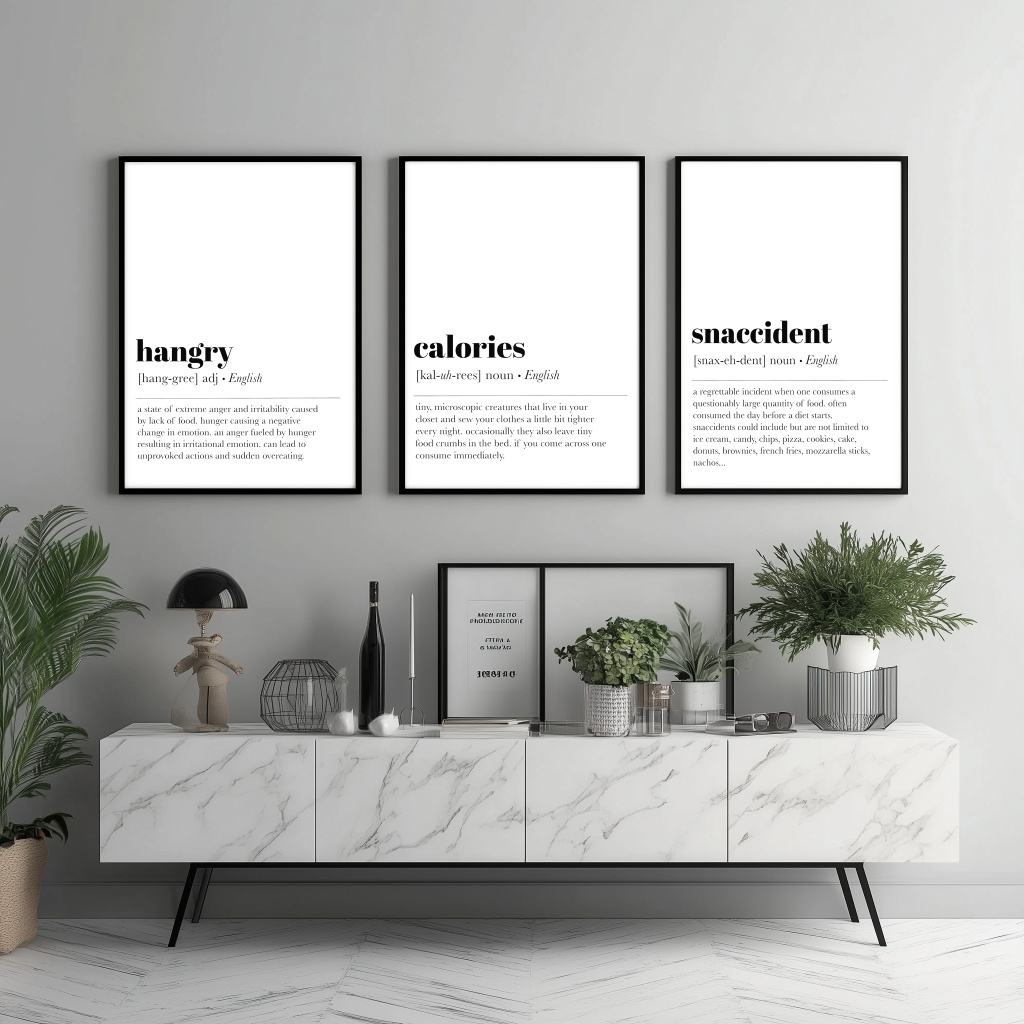 hangry
[hang-gree] adj • English
a state of extreme anger and irritability caused
by lack of food. hunger causing a negative
change in emotion. an anger fueled by hunger
resulting in irritational emotion. can lead to
unprovoked actions and sudden overeating.
calories
[kal-uh-rees] noun • English
tiny, microscopic creatures that live in your
closet and sew your clothes a little bit tighter
every night. occasionally they also leave tiny
food crumbs in the bed. if you come across one
consume immediately.
snaccident
[snax-eh-dent] noun • English
a regrettable incident when one consumes a
questionably large quantity of food. often
consumed the day before a diet starts.
snaccidents could include but are not limited to
ice cream, candy, chips, pizza, cookies, cake,
donuts, brownies, french fries, mozzarella sticks,
nachos...